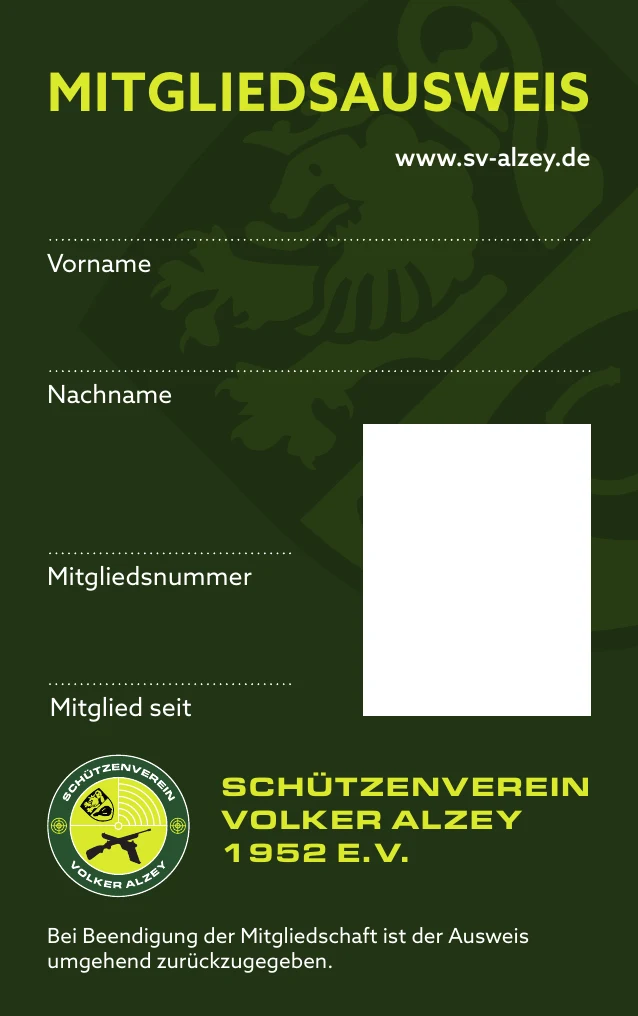 MITGLIEDSAUSWEIS
www.sv-alzey.de
Vorname
Nachname
Mitgliedsnummer
Mitglied seit
SCHÜTZENVEREIN
VOLKER ALZEY
SCHÜTZENVEREIN
VOLKER ALZEY
1952 E.V.
Bei Beendigung der Mitgliedschaft ist der Ausweis
umgehend zurückzugegeben.